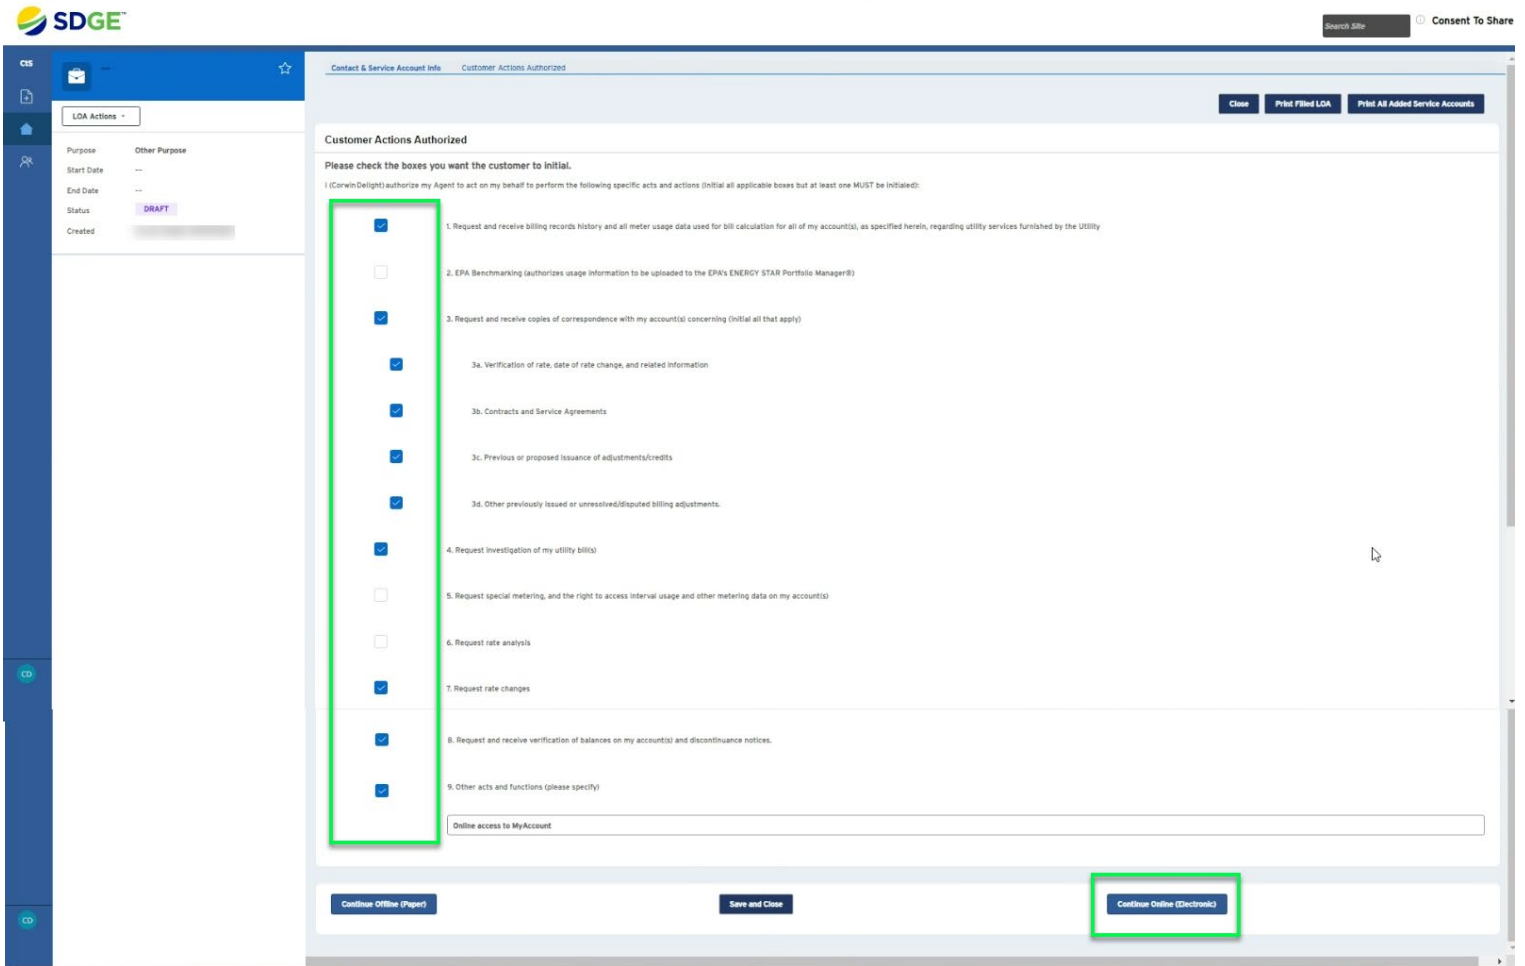 SDGE™
Search Site
Consent To Share
CtS
--
LOA Actions
Purpose Other Purpose
Start Date --
End Date --
Status DRAFT
Created
Contact & Service Account Info Customer Actions Authorized
Close Print Filled LOA Print All Added Service Accounts
Customer Actions Authorized
Please check the boxes you want the customer to initial.
I (Corwin Delight) authorize my Agent to act on my behalf to perform the following specific acts and actions (Initial all applicable boxes but at least one MUST be initialed):
1. Request and receive billing records history and all meter usage data used for bill calculation for all of my account(s), as specified herein, regarding utility services furnished by the Utility
2. EPA Benchmarking (authorizes usage information to be uploaded to the EPA's ENERGY STAR Portfolio Manager®)
3. Request and receive copies of correspondence with my account(s) concerning (initial all that apply)
3a. Verification of rate, date of rate change, and related information
3b. Contracts and Service Agreements
3c. Previous or proposed issuance of adjustments/credits
3d. Other previously issued or unresolved/disputed billing adjustments.
4. Request investigation of my utility bill(s)
5. Request special metering, and the right to access interval usage and other metering data on my account(s)
6. Request rate analysis
CD
7. Request rate changes
8. Request and receive verification of balances on my account(s) and discontinuance notices.
9. Other acts and functions (please specify)
Online access to MyAccount
Continue Offline (Paper) Save and Close Continue Online (Electronic)
CD